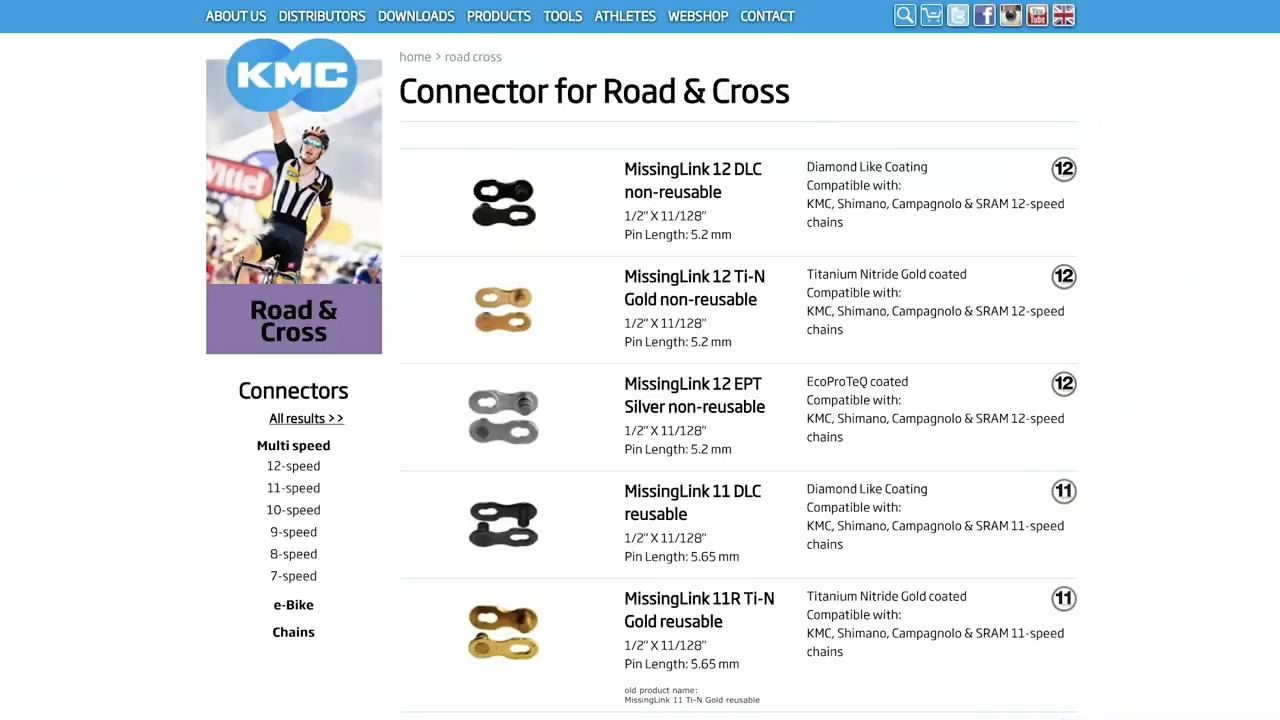 ABOUT US DISTRIBUTORS DOWNLOADS PRODUCTS TOOLS ATHLETES WEBSHOP CONTACT
You Tube
KMC
Vittel
Road &
Cross
Connectors
All results >>
Multi speed
12-speed
11-speed
10-speed
9-speed
8-speed
7-speed
e-Bike
Chains
home > road cross
Connector for Road & Cross
MissingLink 12 DLC
non-reusable
1/2" X 11/128"
Pin Length: 5.2 mm
Diamond Like Coating
Compatible with:
KMC, Shimano, Campagnolo & SRAM 12-speed
chains
12
MissingLink 12 Ti-N
Gold non-reusable
1/2" X 11/128"
Pin Length: 5.2 mm
Titanium Nitride Gold coated
Compatible with:
KMC, Shimano, Campagnolo & SRAM 12-speed
chains
12
MissingLink 12 EPT
Silver non-reusable
1/2" X 11/128"
Pin Length: 5.2 mm
EcoProTeQ coated
Compatible with:
KMC, Shimano, Campagnolo & SRAM 12-speed
chains
12
MissingLink 11 DLC
reusable
1/2" X 11/128"
Pin Length: 5.65 mm
Diamond Like Coating
Compatible with:
KMC, Shimano, Campagnolo & SRAM 11-speed
chains
11
MissingLink 11R Ti-N
Gold reusable
1/2" X 11/128"
Pin Length: 5.65 mm
old product name:
MissingLink 11 Ti-N Gold reusable
Titanium Nitride Gold coated
Compatible with:
KMC, Shimano, Campagnolo & SRAM 11-speed
chains
11